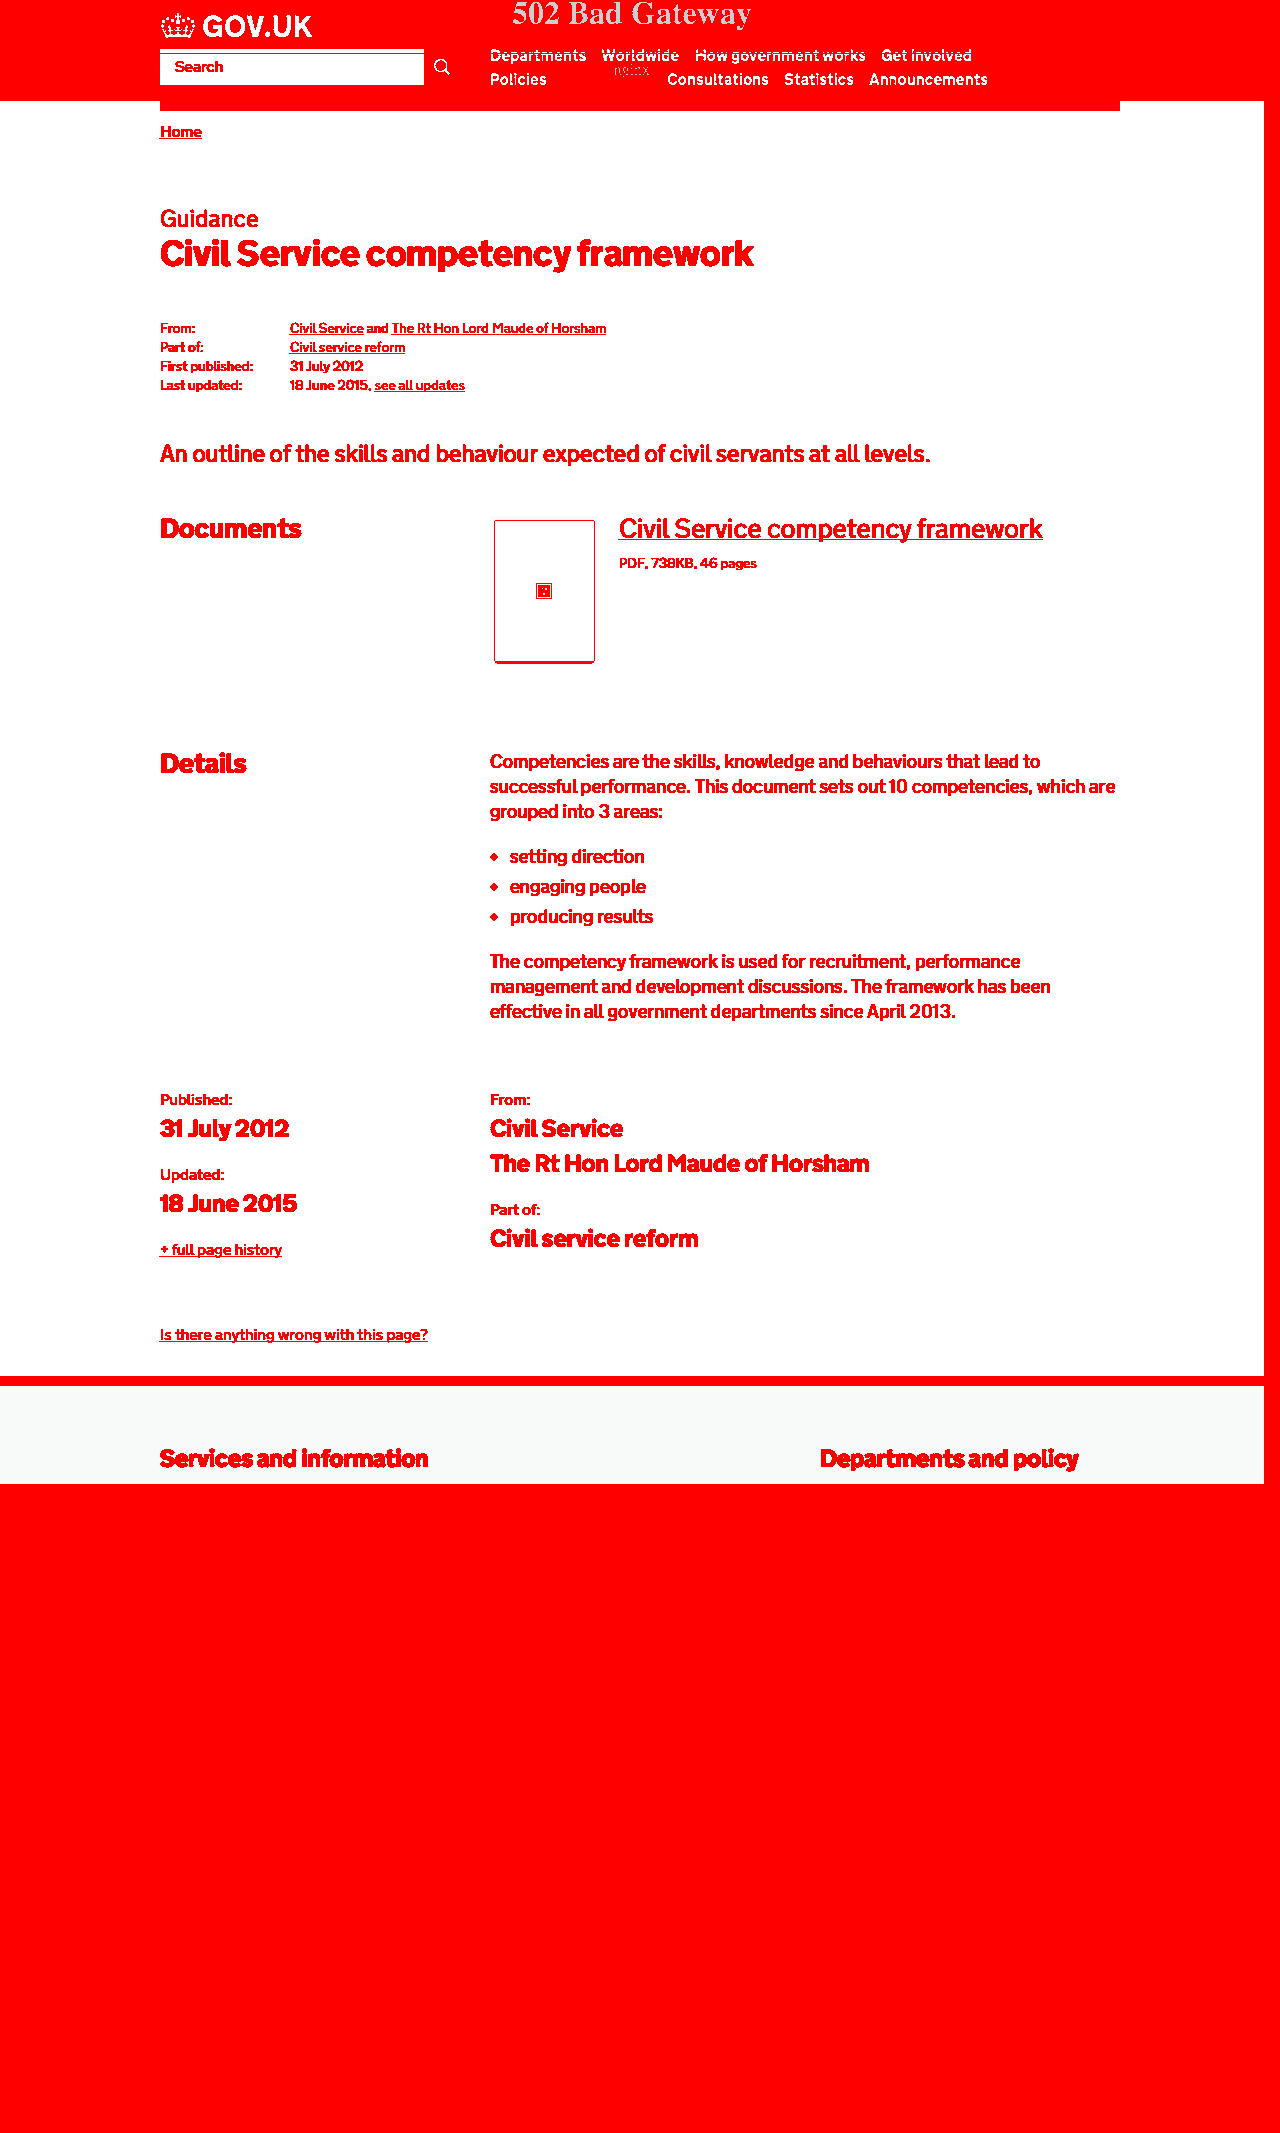 502 Bad Gateway
GOV.UK
Departments Worldwide How government works Get involved
Search
nginx
Policies Consultations Statistics Announcements
Home
Guidance
Civil Service competency framework
From: Civil Service and The Rt Hon Lord Maude of Horsham
Part of: Civil service reform
First published: 31 July 2012
Last updated: 18 June 2015, see all updates
An outline of the skills and behaviour expected of civil servants at all levels.
Documents
Civil Service competency framework
PDF, 738KB, 46 pages
Details
Competencies are the skills, knowledge and behaviours that lead to
successful performance. This document sets out 10 competencies, which are
grouped into 3 areas:
setting direction
engaging people
producing results
The competency framework is used for recruitment, performance
management and development discussions. The framework has been
effective in all government departments since April 2013.
Published:
31 July 2012
Updated:
18 June 2015
+ full page history
From:
Civil Service
The Rt Hon Lord Maude of Horsham
Part of:
Civil service reform
Is there anything wrong with this page?
Services and information
Departments and policy